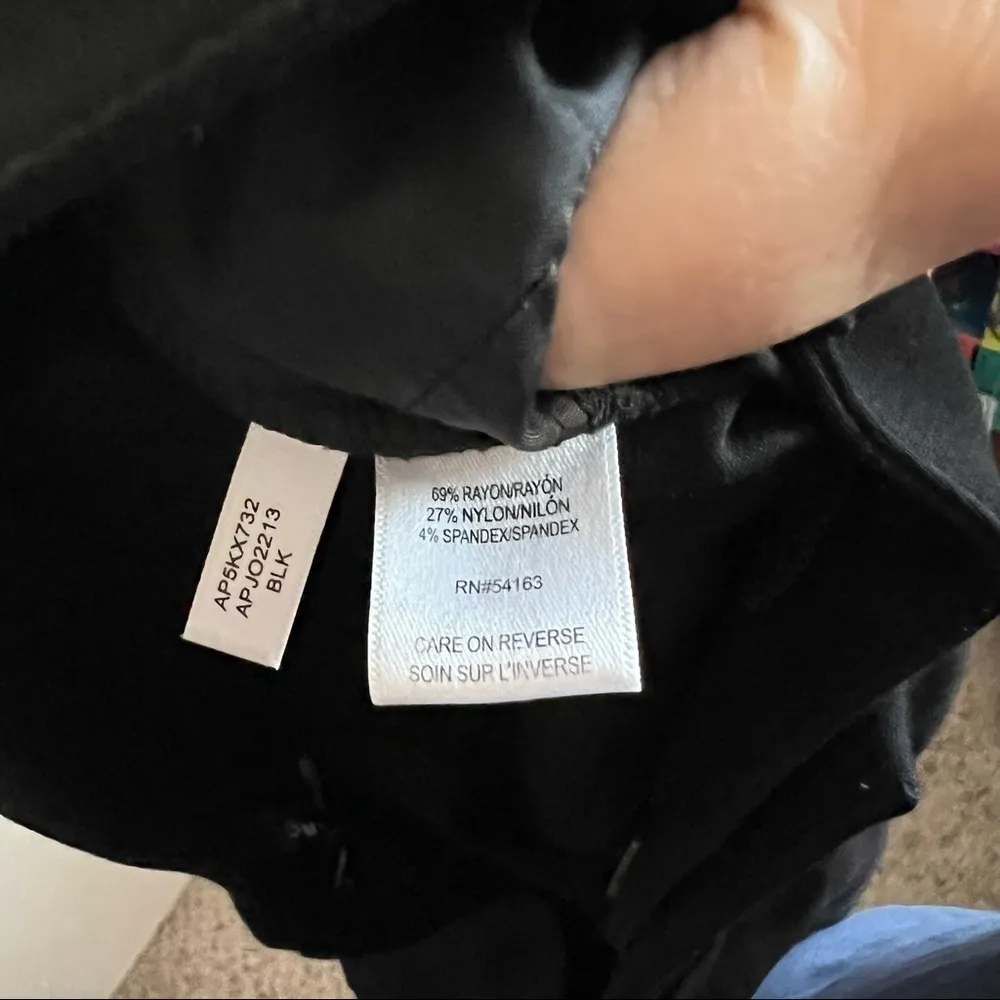 AP5KX732
APJO2213
BLK
69% RAYON/RAYÓN
27% NYLON/NILÓN
4% SPANDEX/SPANDEX
RN#54163
CARE ON REVERSE
SOIN SUR L'INVERSE